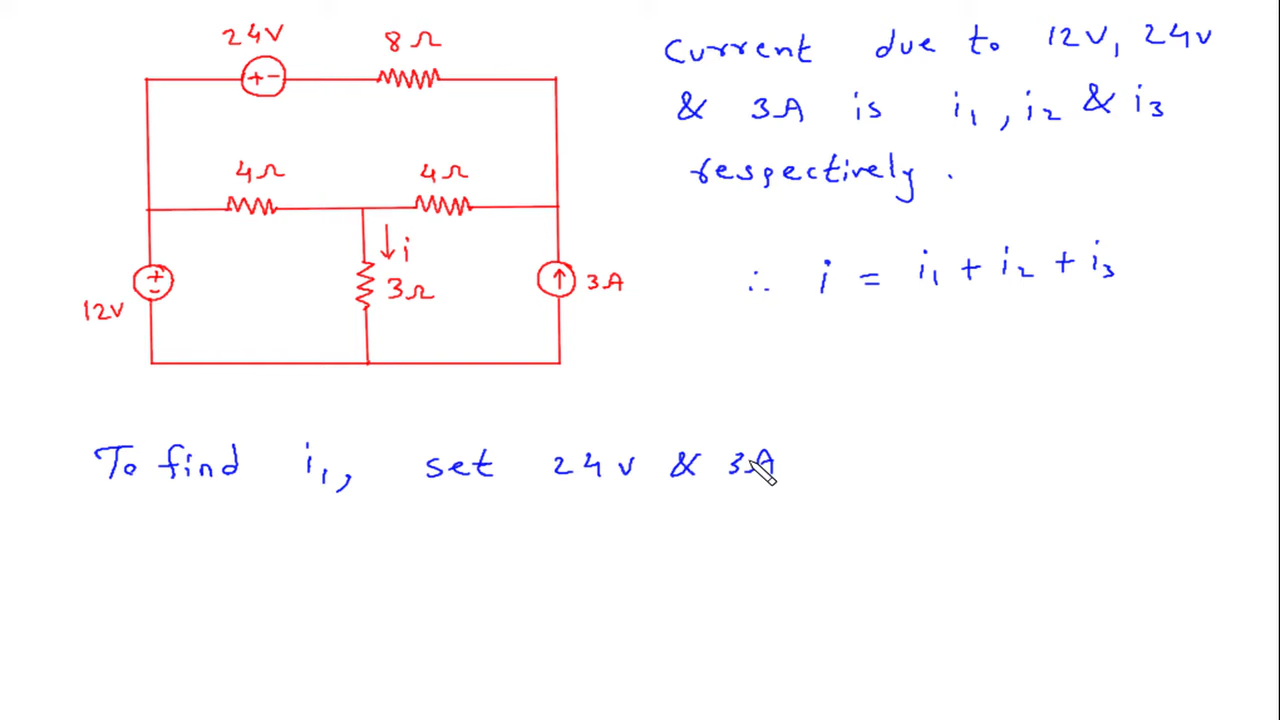 24V
8Ω
4Ω
4Ω
i
3Ω
12V
3A
Current due to 12V, 24V
& 3A is i1, i2 & i3
respectively.
∴ i = i1 + i2 + i3
To find i1, set 24V & 3A